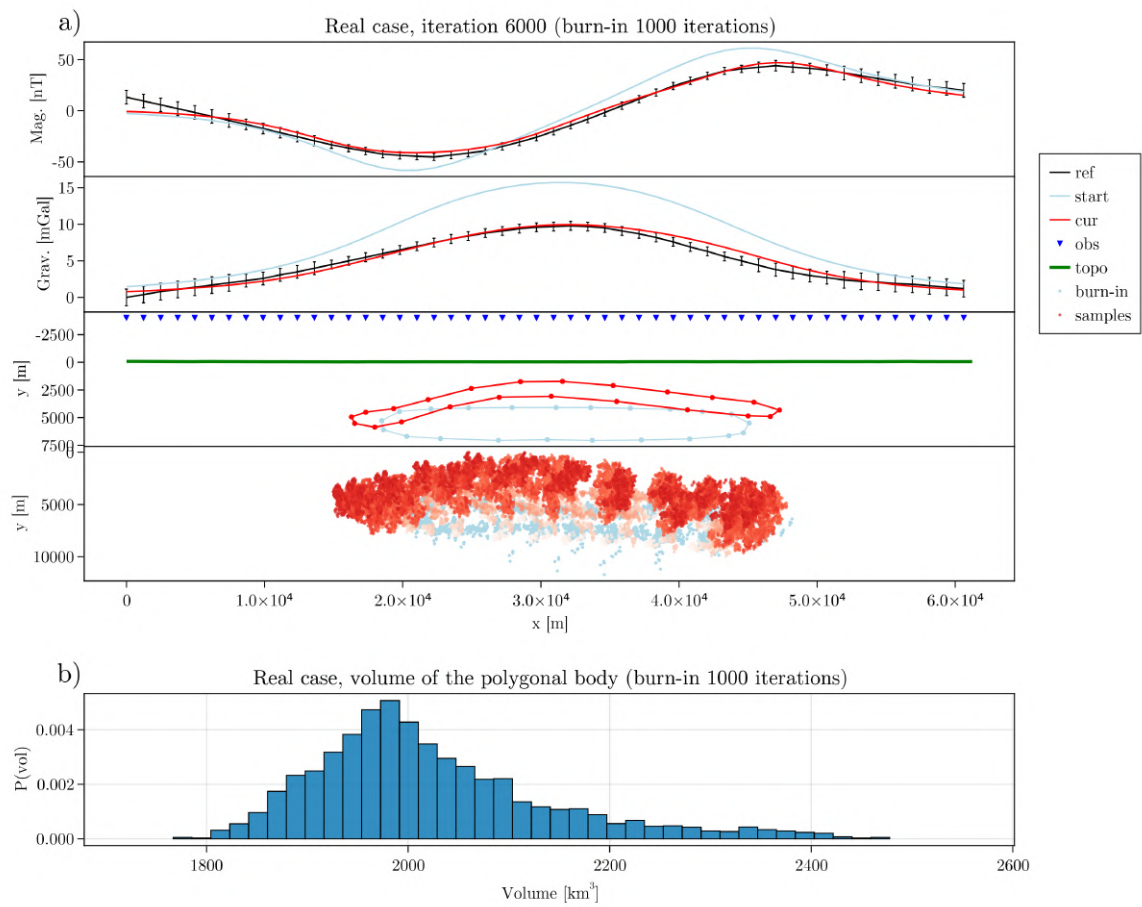 a)
Real case, iteration 6000 (burn-in 1000 iterations)
Mag. [nT]
50
0
-50
Grav. [mGal]
15
10
5
0
y [m]
-2500
0
2500
5000
7500
y [m]
0
5000
10000
0
1.0×10⁴
2.0×10⁴
3.0×10⁴
4.0×10⁴
5.0×10⁴
6.0×10⁴
x [m]
ref
start
cur
obs
topo
burn-in
samples
b)
Real case, volume of the polygonal body (burn-in 1000 iterations)
P(vol)
0.004
0.002
0.000
1800
2000
2200
2400
2600
Volume [km³]